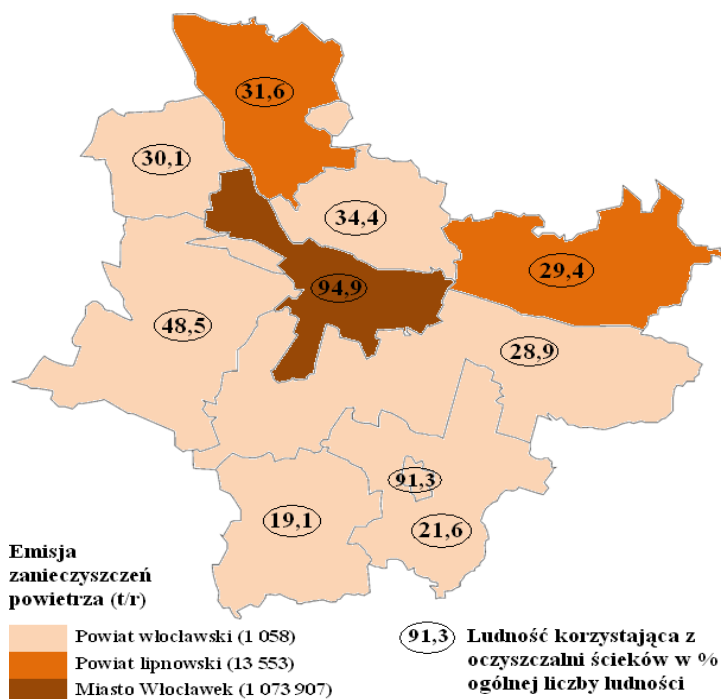 31,6
30,1
34,4
29,4
94,9
48,5
28,9
91,3
19,1
21,6
Emisja
zanieczyszczeń
powietrza (t/r)
Powiat włocławski (1 058)
Powiat lipnowski (13 553)
Miasto Włocławek (1 073 907)
91,3 Ludność korzystająca z
oczyszczalni ścieków w %
ogólnej liczby ludności